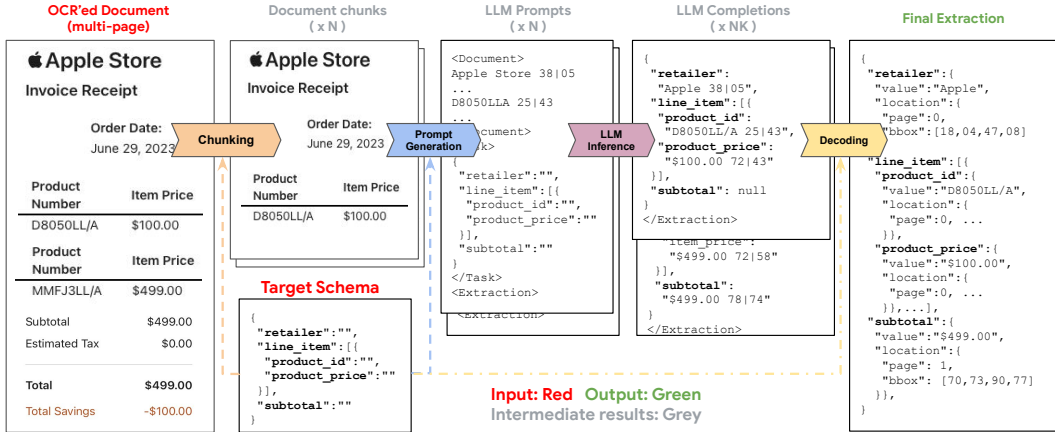 OCR'ed Document
(multi-page)
Apple Store
Invoice Receipt
Order Date:
June 29, 2023
Product
Number
Item Price
D8050LL/A
$100.00
Product
Number
Item Price
MMFJ3LL/A
$499.00
Subtotal
$499.00
Estimated Tax
$0.00
Total
$499.00
Total Savings
-$100.00
Chunking
Document chunks
( x N )
Apple Store
Invoice Receipt
Order Date:
June 29, 2023
Product
Number
Item Price
D8050LL/A
$100.00
Target Schema
{
"retailer":"",
"line_item":[{
"product_id":"",
"product_price":""
}],
"subtotal":""
}
Prompt
Generation
LLM Prompts
( x N )
<Document>
Apple Store 38|05
...
D8050LLA 25|43
...
ocument>
sk>
{
"retailer":"",
"line_item":[{
"product_id":"",
"product_price":""
}],
"subtotal":""
}
</Task>
<Extraction>
<Extraction>
LLM
Inference
LLM Completions
( x NK )
{
"retailer":
"Apple 38|05",
"line_item":[{
"product_id":
"D8050LL/A 25|43",
"product_price":
"$100.00 72|43"
}],
"subtotal": null
}
</Extraction>
"item_price":
"$499.00 72|58"
}],
"subtotal":
"$499.00 78|74"
}
</Extraction>
Decoding
Final Extraction
{
"retailer":{
"value":"Apple",
"location":{
"page":0,
"bbox":[18,04,47,08]
}
"line_item":[{
"product_id":{
"value":"D8050LL/A",
"location":{
"page":0, ...
}},
"product_price":{
"value":"$100.00",
"location":{
"page":0, ...
}},...],
"subtotal":{
"value":"$499.00",
"location":{
"page": 1,
"bbox": [70,73,90,77]
}},
}
Input: Red Output: Green
Intermediate results: Grey